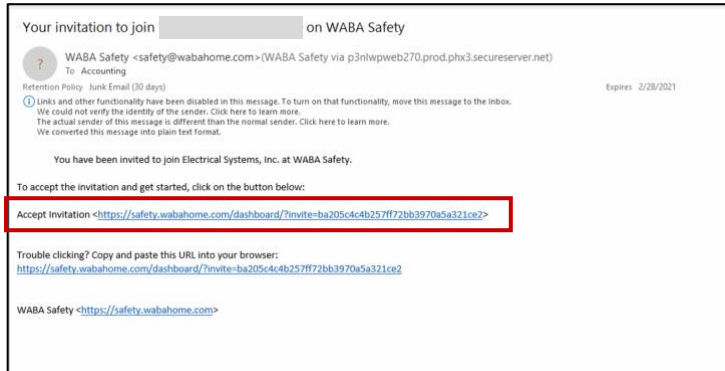 Your invitation to join on WABA Safety
?
WABA Safety <safety@wabahome.com>(WABA Safety via p3nlwpweb270.prod.phx3.secureserver.net)
To Accounting
Retention Policy Junk Email (30 days) Expires 2/28/2021
Links and other functionality have been disabled in this message. To turn on that functionality, move this message to the Inbox.
We could not verify the identity of the sender. Click here to learn more.
The actual sender of this message is different than the normal sender. Click here to learn more.
We converted this message into plain text format.
You have been invited to join Electrical Systems, Inc. at WABA Safety.
To accept the invitation and get started, click on the button below:
Accept Invitation <https://safety.wabahome.com/dashboard/?invite=ba205c4c4b257ff72bb3970a5a321ce2>
Trouble clicking? Copy and paste this URL into your browser:
https://safety.wabahome.com/dashboard/?invite=ba205c4c4b257ff72bb3970a5a321ce2
WABA Safety <https://safety.wabahome.com>